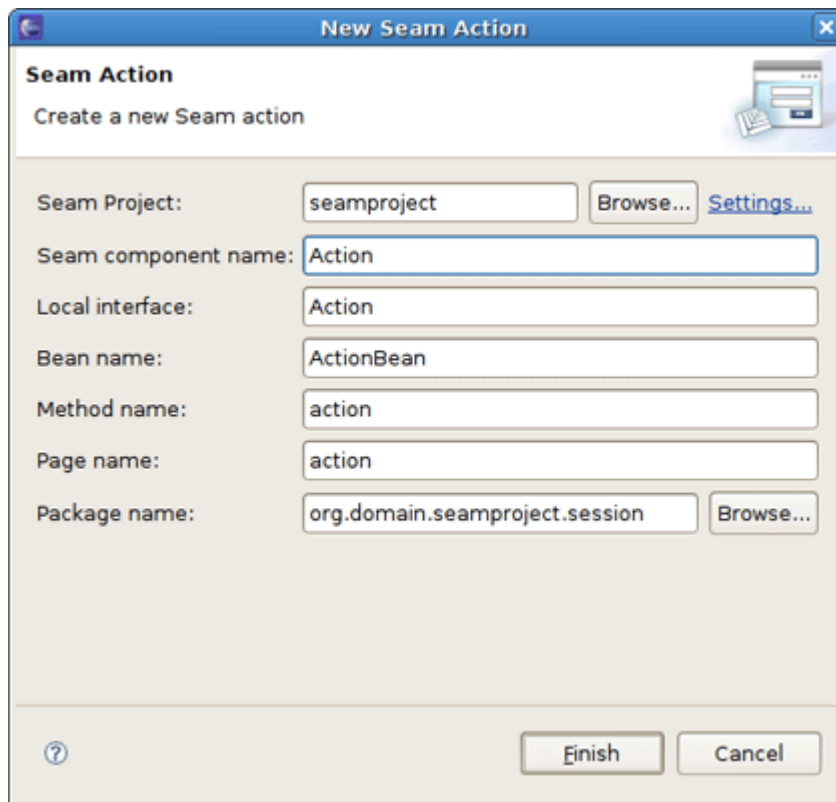 New Seam Action
Seam Action
Create a new Seam action
Seam Project: seamproject Browse... Settings...
Seam component name: Action
Local interface: Action
Bean name: ActionBean
Method name: action
Page name: action
Package name: org.domain.seamproject.session Browse...
? Finish Cancel